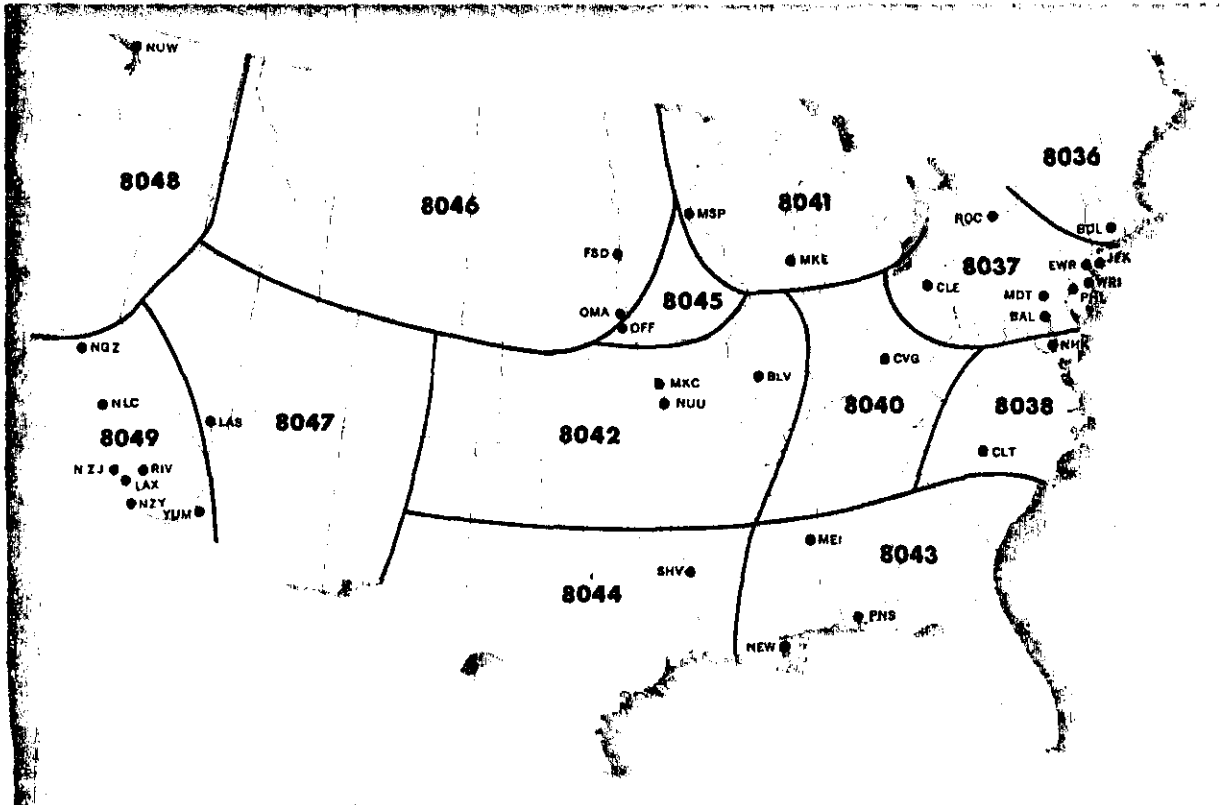 NUW
8036
8048
8046
8041
MSP
ROC
BDL
FSD
MKE
8037
EWR
JFK
CLE
WRI
8045
MDT
PHL
OMA
BAL
OFF
NGZ
NHK
CVG
MKC
BLV
NLC
NUU
8040
8038
LAS
8047
8049
8042
CLT
NZJ
RIV
LAX
NZY
YUM
MEI
8043
SHV
8044
PNS
NEW